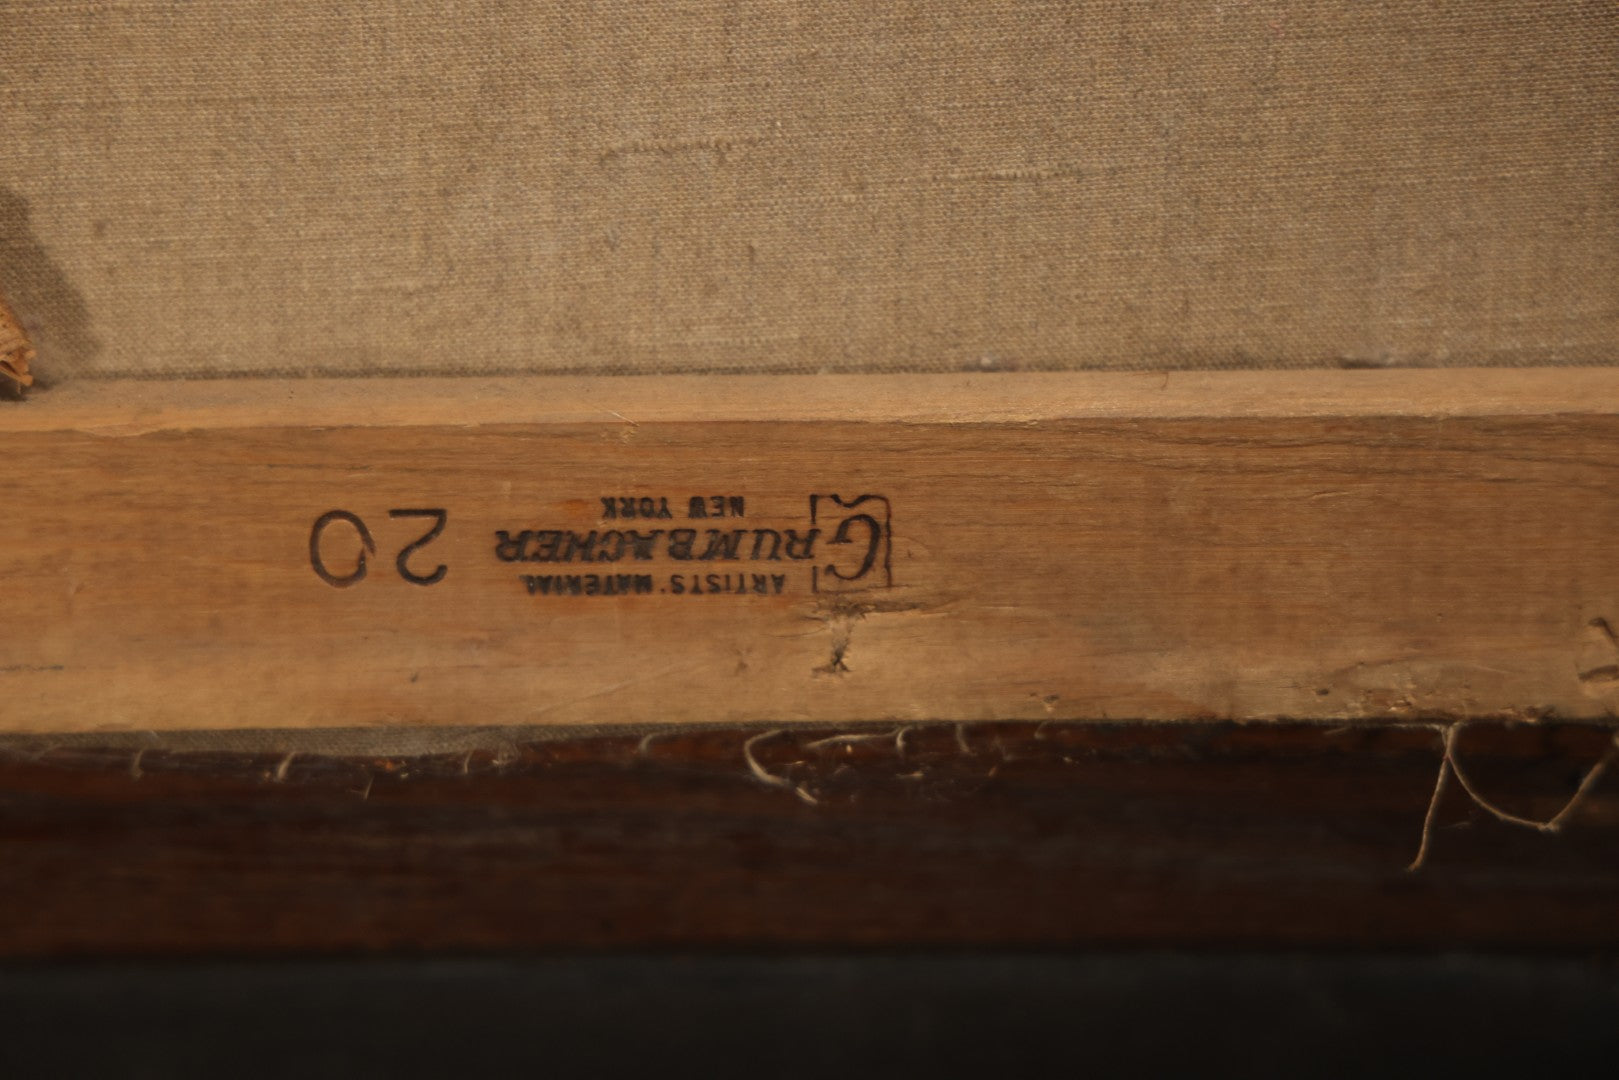 ARTISTS' MATERIAL
GRUMBACHER
NEW YORK
20